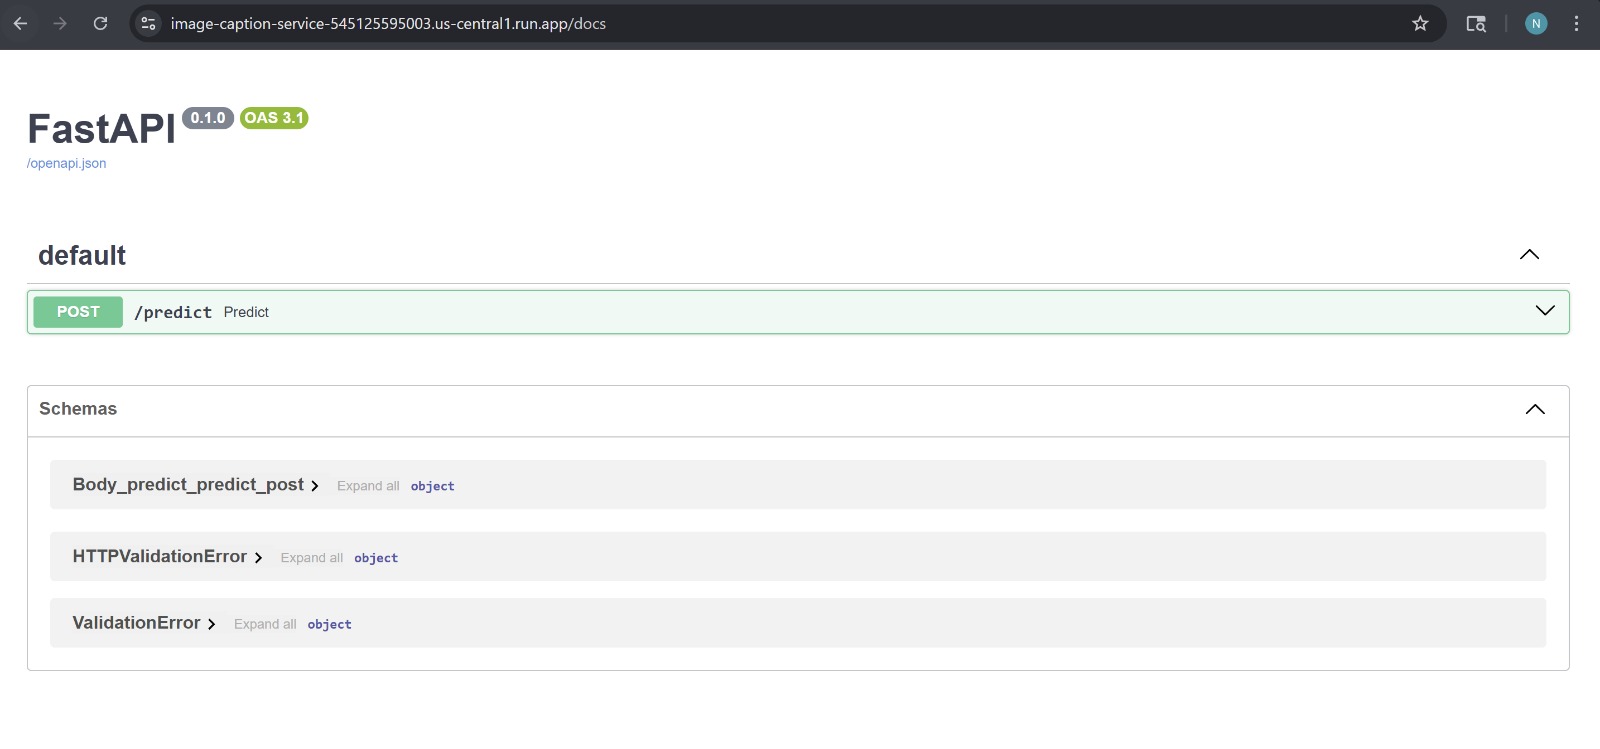 image-caption-service-545125595003.us-central1.run.app/docs
N
FastAPI 0.1.0 OAS 3.1
/openapi.json
default
POST /predict Predict
Schemas
Body_predict_predict_post Expand all object
HTTPValidationError Expand all object
ValidationError Expand all object